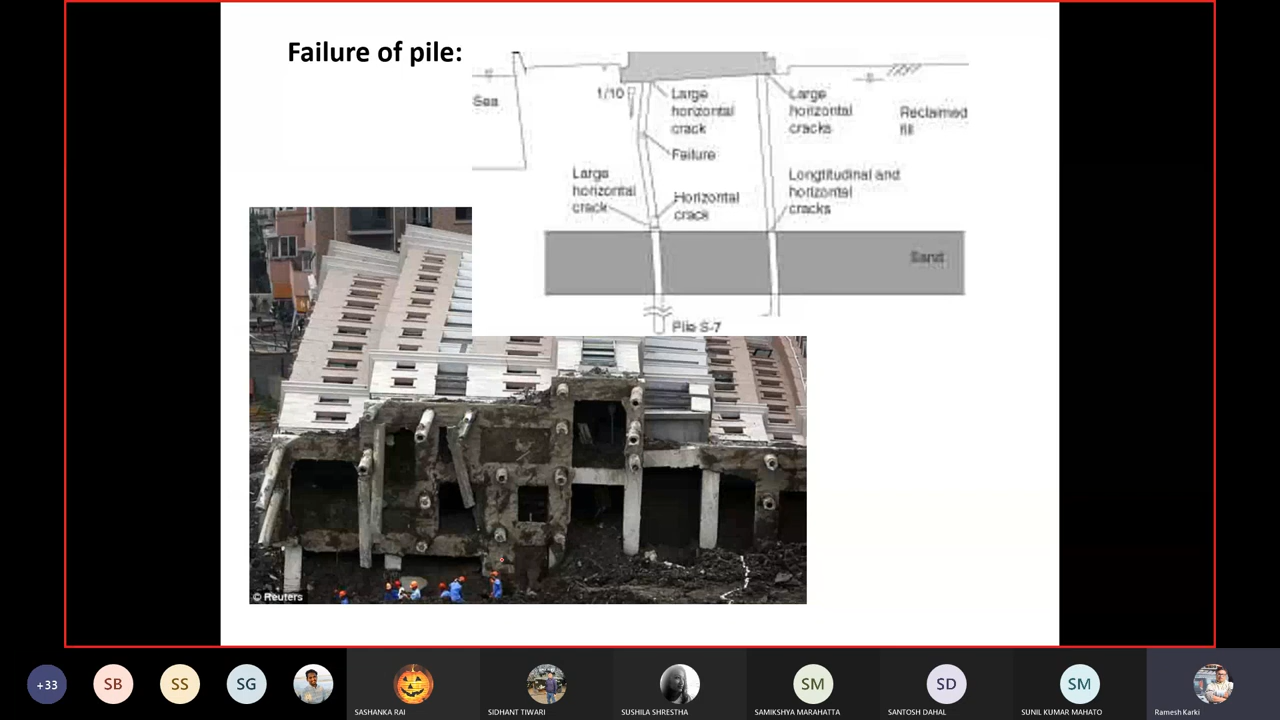 Failure of pile:
Sea
1/10
Large
horizontal
crack
Large
horizontal
cracks
Reclaimed
fill
Failure
Large
horizontal
crack
Horizontal
crack
Longitudinal and
horizontal
cracks
Sand
Pile S-7
© Reuters
+33
SB
SS
SG
SASHANKA RAI
SIDHANT TIWARI
SUSHILA SHRESTHA
SM
SAMIKSHYA MARAHATTA
SD
SANTOSH DAHAL
SM
SUNIL KUMAR MAHATO
Ramesh Karki